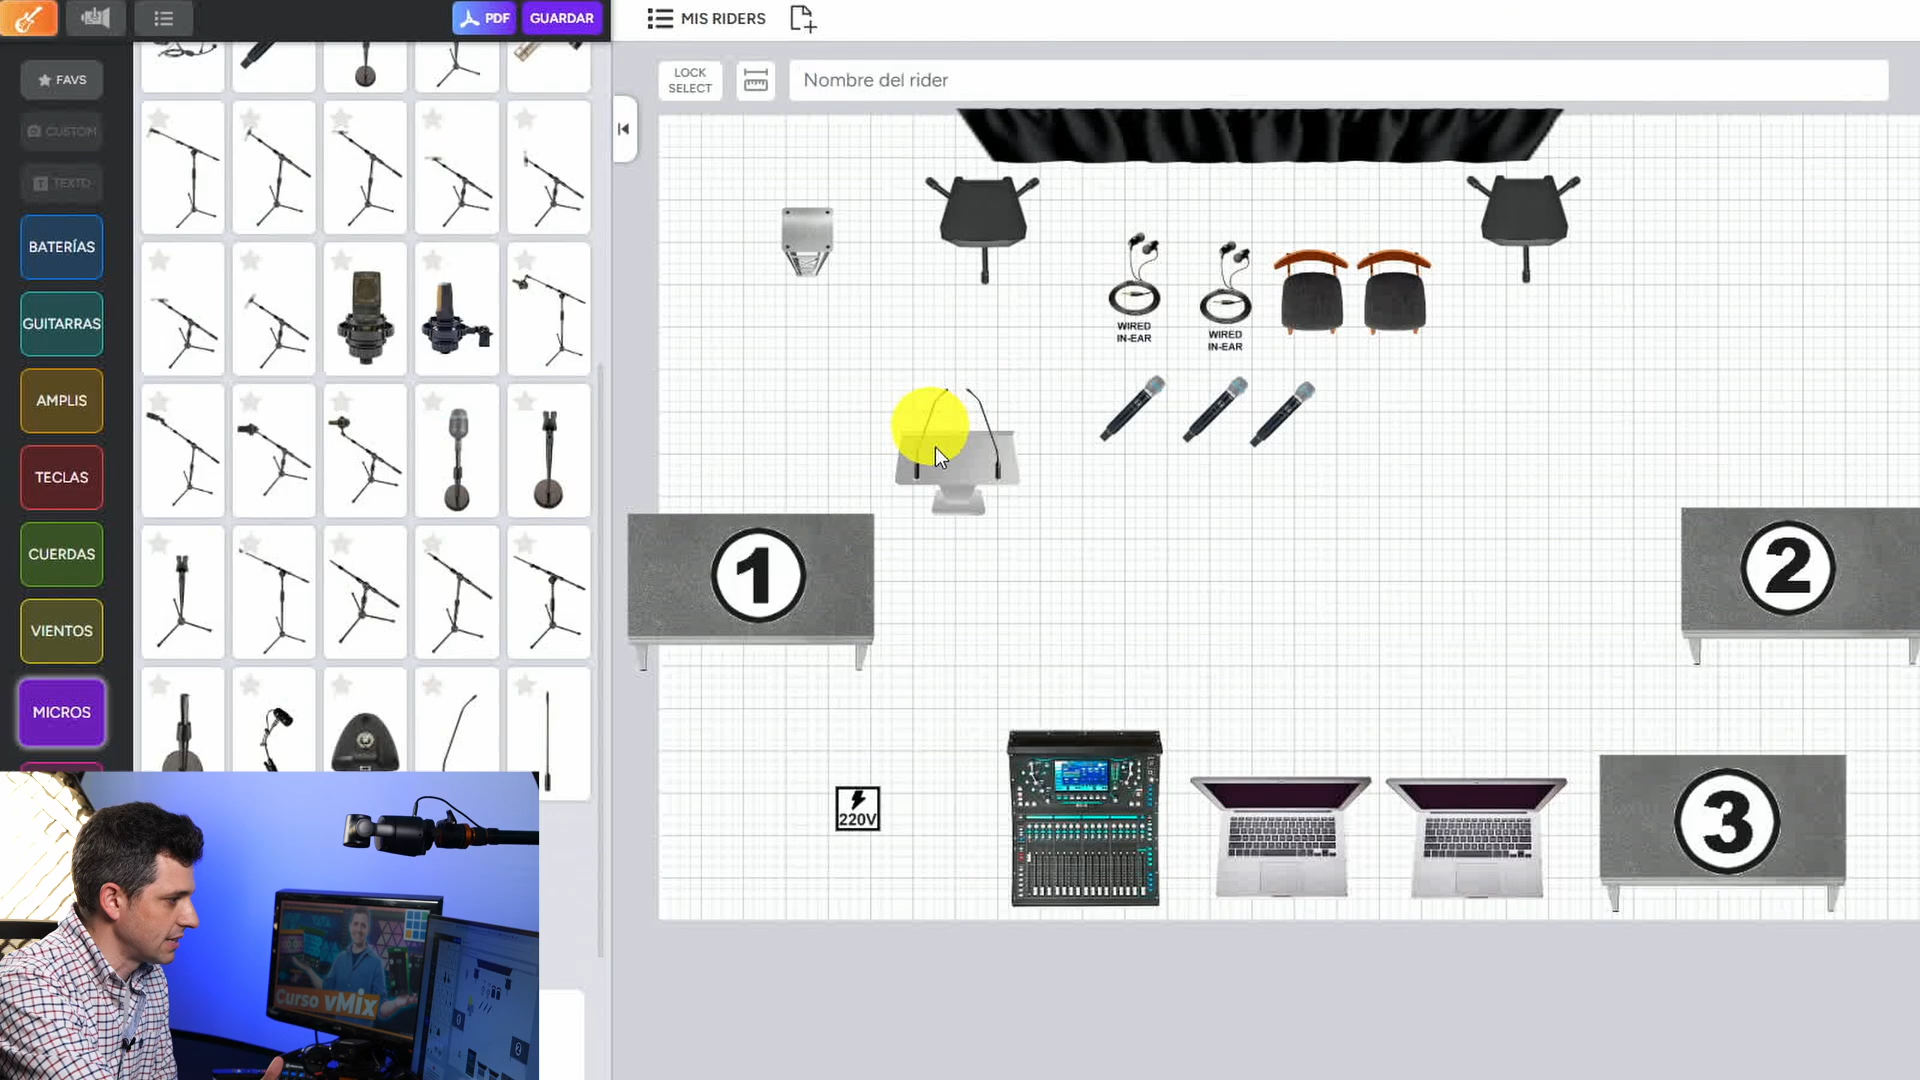 PDF
GUARDAR
MIS RIDERS
FAVS
LOCK
SELECT
Nombre del rider
CUSTOM
TEXTO
BATERÍAS
GUITARRAS
AMPLIS
TECLAS
CUERDAS
VIENTOS
MICROS
WIRED
IN-EAR
WIRED
IN-EAR
1
2
220V
3
Curso vMix
2